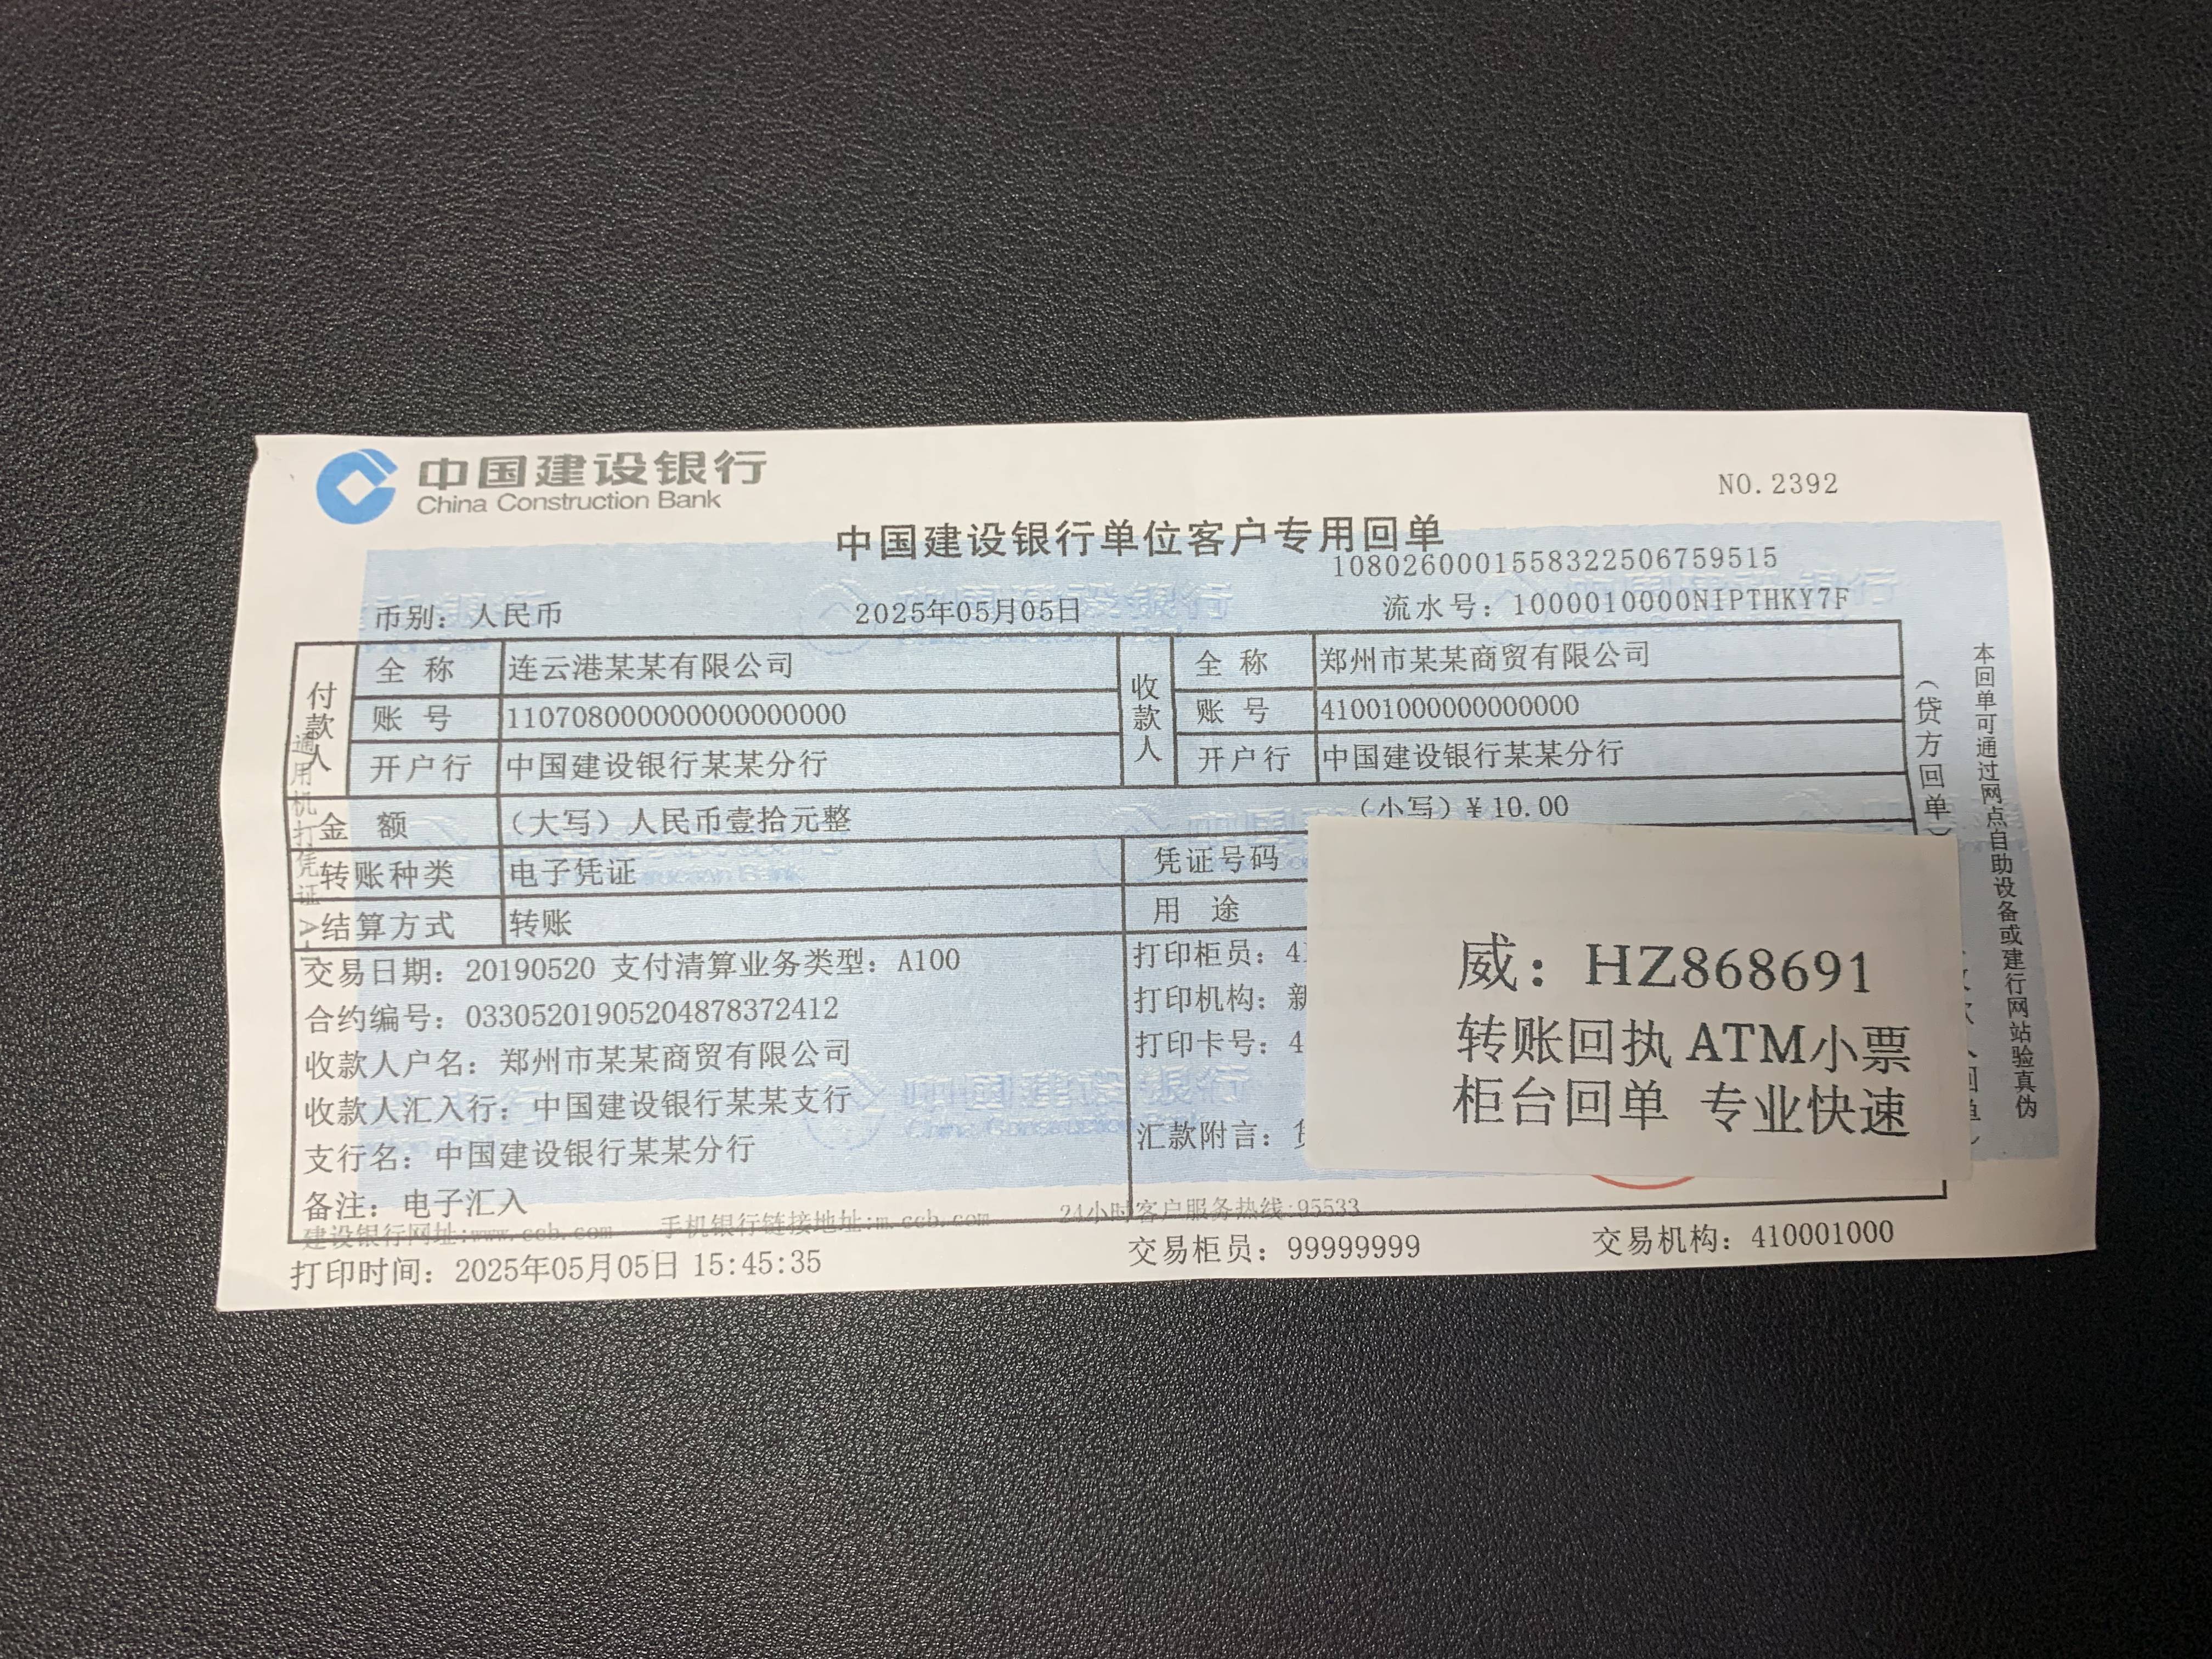 中国建设银行
China Construction Bank
NO.2392
中国建设银行单位客户专用回单
1080260001558322506759515
币别：人民币 2025年05月05日 流水号：1000010000NIPTHKY7F
付款人 全称 连云港某某有限公司 收款人 全称 郑州市某某商贸有限公司
账号 110708000000000000000 账号 41001000000000000
开户行 中国建设银行某某分行 开户行 中国建设银行某某分行
金额 （大写）人民币壹拾元整 （小写）¥10.00
转账种类 电子凭证 凭证号码
结算方式 转账 用途
交易日期：20190520 支付清算业务类型：A100
合约编号：0330520190520487837​2412
收款人户名：郑州市某某商贸有限公司
收款人汇入行：中国建设银行某某支行
支行名：中国建设银行某某分行
备注：电子汇入
打印柜员：4
打印机构：新
打印卡号：4
汇款附言：
威：HZ868691
转账回执 ATM小票
柜台回单 专业快速
建设银行网址:www.ccb.com 手机银行链接地址:m.ccb.com 24小时客户服务热线:95533
打印时间：2025年05月05日 15:45:35 交易柜员：99999999 交易机构：410001000
通用机打凭证
（贷方回单）
本回单可通过网点自助设备或建行网站验真伪